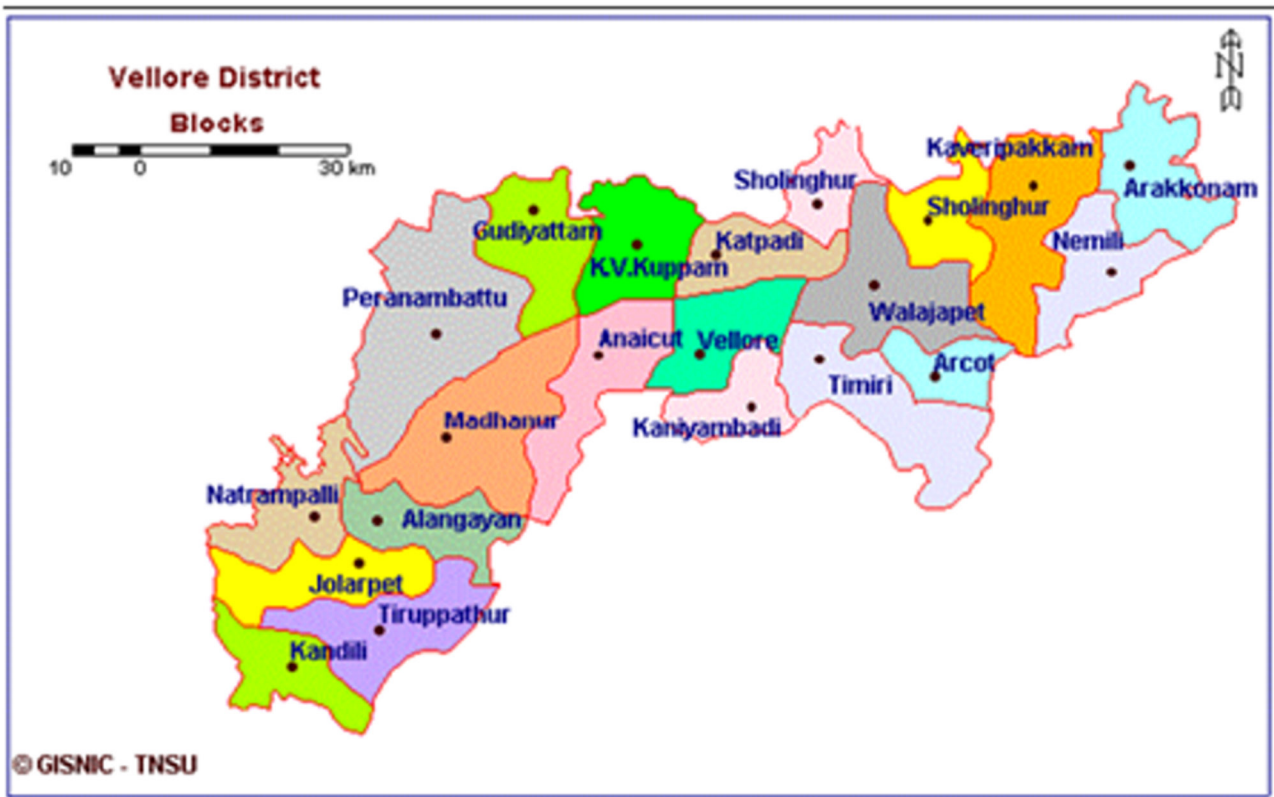 Vellore District
Blocks
10 0 30 km
N
Kaveripakkam
Sholinghur
Arakkonam
Sholinghur
Gudiyattam
Katpadi
Nemili
K.V.Kuppam
Peranambattu
Walajapet
Anaicut
Vellore
Arcot
Timiri
Madhanur
Kaniyambadi
Natrampalli
Alangayan
Jolarpet
Tiruppathur
Kandili
© GISNIC - TNSU